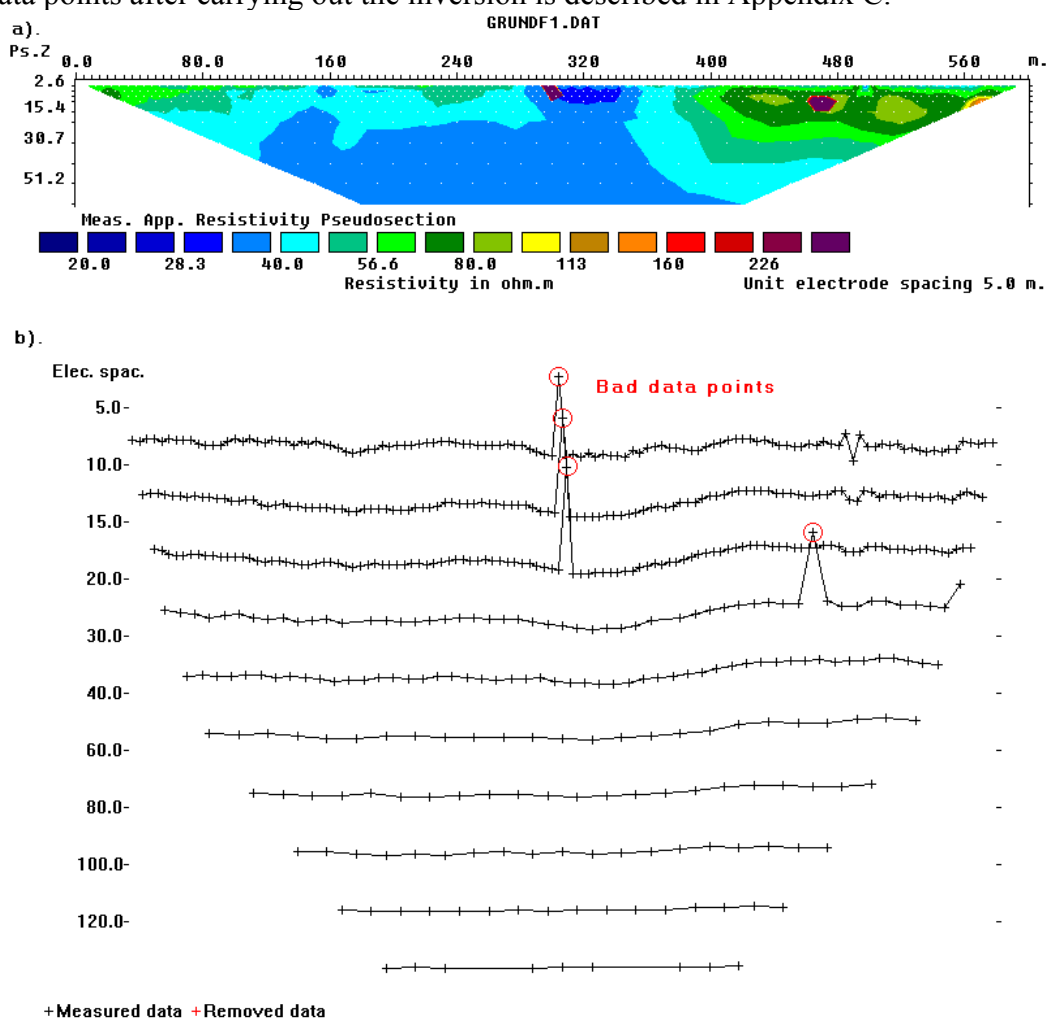 data points after carrying out the inversion is described in Appendix C.
a). GRUNDF1.DAT
Ps.Z 0.0 80.0 160 240 320 400 480 560 m.
2.6
15.4
30.7
51.2
Meas. App. Resistivity Pseudosection
20.0 28.3 40.0 56.6 80.0 113 160 226
Resistivity in ohm.m Unit electrode spacing 5.0 m.
b).
Elec. spac.
Bad data points
5.0-
10.0-
15.0-
20.0-
30.0-
40.0-
60.0-
80.0-
100.0-
120.0-
+Measured data +Removed data